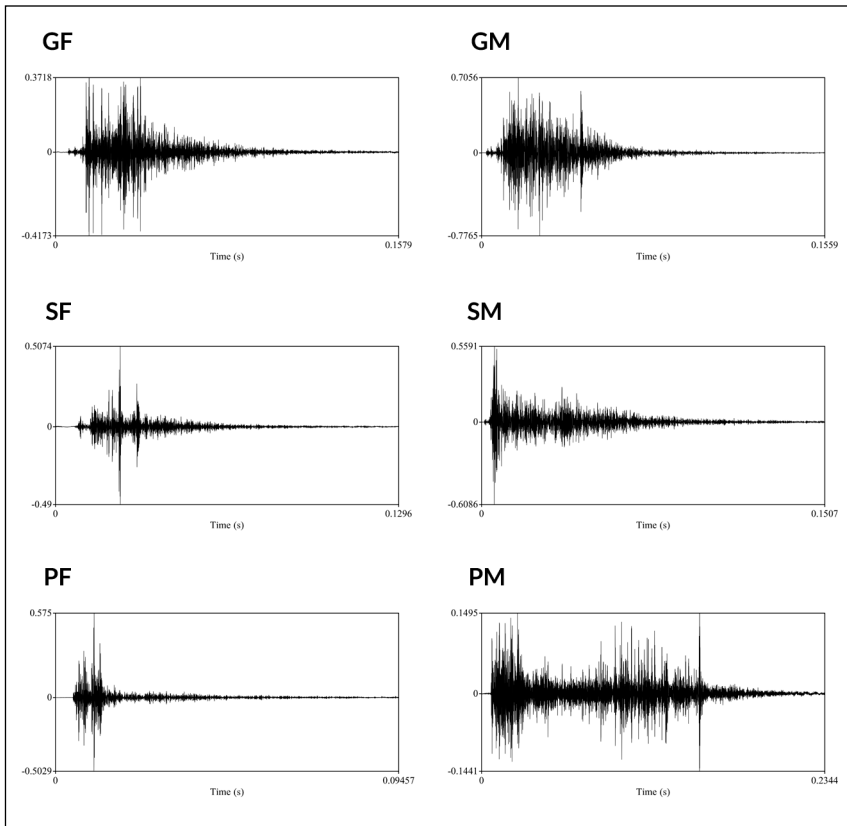 GF
0.3718
0
-0.4173
0
0.1579
Time (s)
GM
0.7056
0
-0.7765
0
0.1559
Time (s)
SF
0.5074
0
-0.49
0
0.1296
Time (s)
SM
0.5591
0
-0.6086
0
0.1507
Time (s)
PF
0.575
0
-0.5029
0
0.09457
Time (s)
PM
0.1495
0
-0.1441
0
0.2344
Time (s)